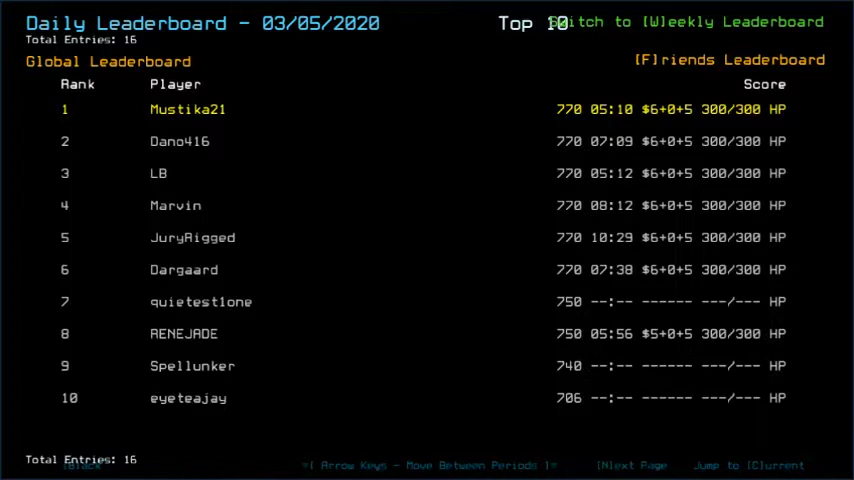 Daily Leaderboard - 03/05/2020 Top 10 Switch to [W]eekly Leaderboard
Total Entries: 16
Global Leaderboard [F]riends Leaderboard
Rank Player Score
1 Mustika21 770 05:10 $6+0+5 300/300 HP
2 Dano416 770 07:09 $6+0+5 300/300 HP
3 LB 770 05:12 $6+0+5 300/300 HP
4 Marvin 770 08:12 $6+0+5 300/300 HP
5 JuryRigged 770 10:29 $6+0+5 300/300 HP
6 Dargaard 770 07:38 $6+0+5 300/300 HP
7 quietest1one 750 --:-- ------ ---/--- HP
8 RENEJADE 750 05:56 $5+0+5 300/300 HP
9 Spellunker 740 --:-- ------ ---/--- HP
10 eyeteajay 706 --:-- ------ ---/--- HP
Total Entries: 16
[B]ack =[ Arrow Keys - Move Between Periods ]= [N]ext Page Jump to [C]urrent